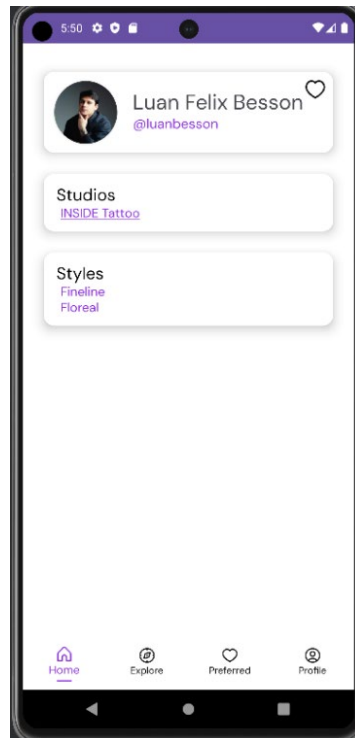 5:50
Luan Felix Besson
@luanbesson
Studios
INSIDE Tattoo
Styles
Fineline
Floreal
Home
Explore
Preferred
Profile